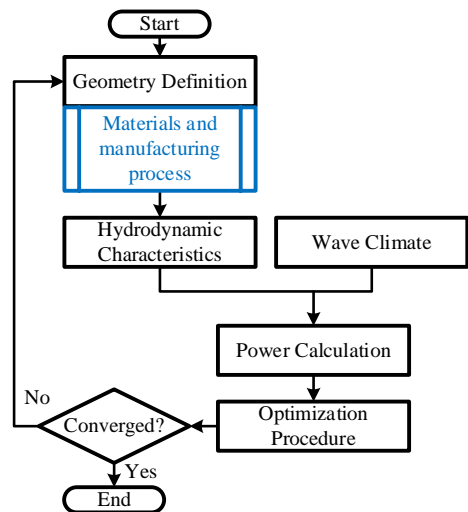 Start
Geometry Definition
Materials and
manufacturing
process
Hydrodynamic
Characteristics
Wave Climate
Power Calculation
Optimization
Procedure
Converged?
No
Yes
End